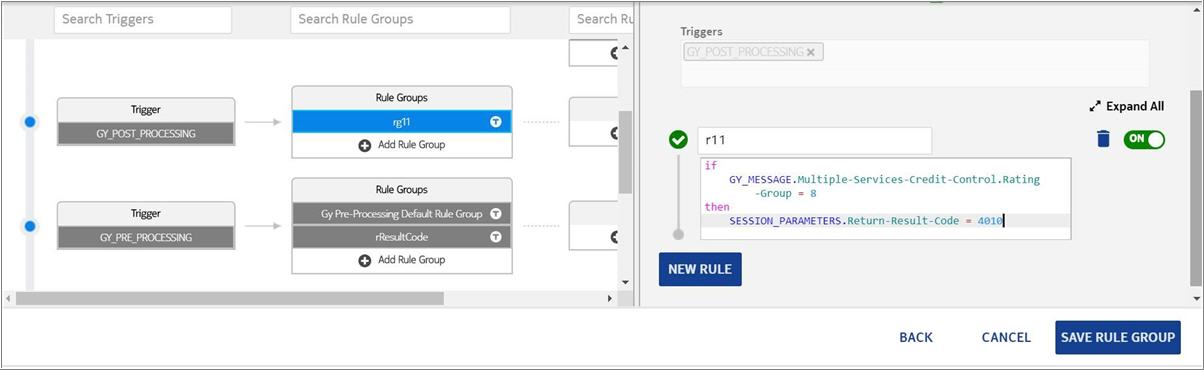 Search Triggers
Search Rule Groups
Search Ru
Trigger
GY_POST_PROCESSING
Rule Groups
rg11
T
Add Rule Group
Trigger
GY_PRE_PROCESSING
Rule Groups
Gy Pre-Processing Default Rule Group
T
rResultCode
T
Add Rule Group
Triggers
GY_POST_PROCESSING
Expand All
r11
ON
if
GY_MESSAGE.Multiple-Services-Credit-Control.Rating
-Group = 8
then
SESSION_PARAMETERS.Return-Result-Code = 4010
NEW RULE
BACK
CANCEL
SAVE RULE GROUP